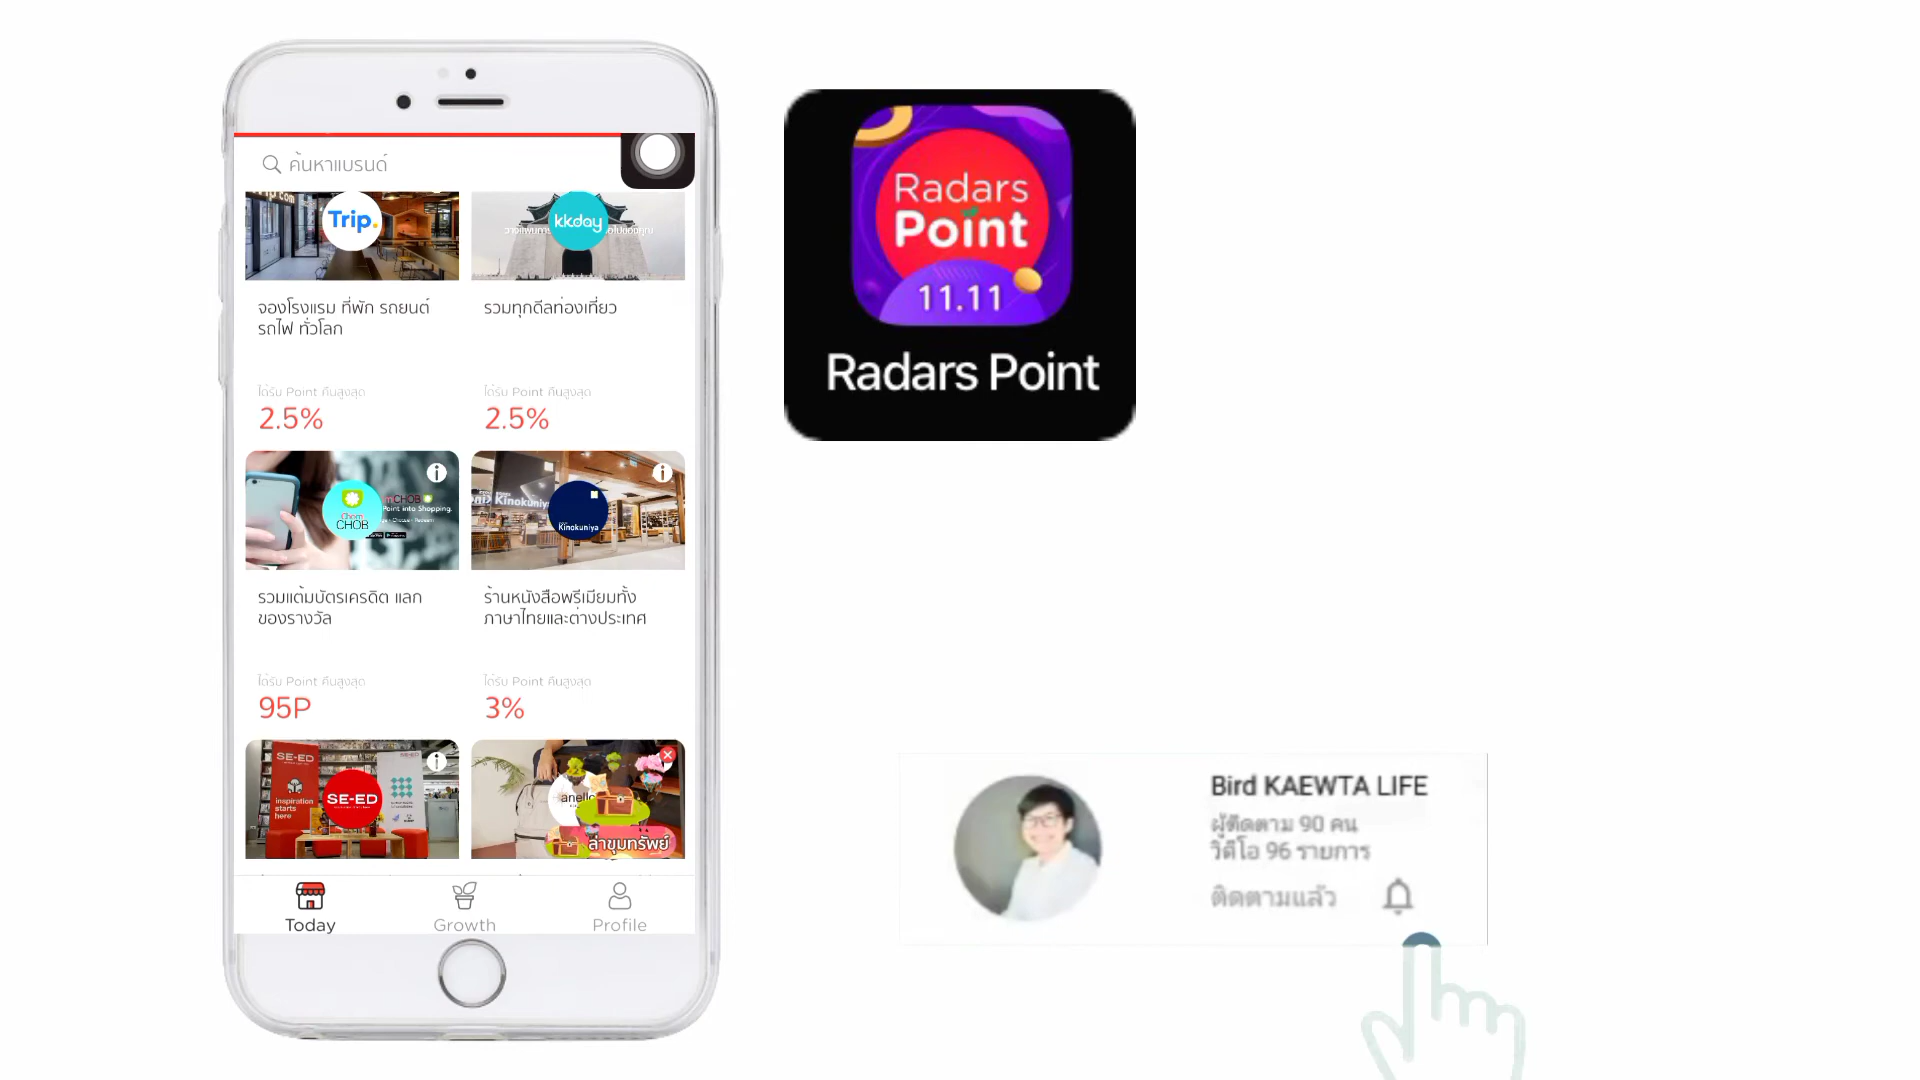 ค้นหาแบรนด์
Trip.
kkday
จองโรงแรม ที่พัก รถยนต์
รถไฟ ทั่วโลก
รวมทุกดีลท่องเที่ยว
ได้รับ Point คืนสูงสุด
2.5%
ได้รับ Point คืนสูงสุด
2.5%
CHOB
Point into Shopping.
Kinokuniya
Kinokuniya
รวมแต้มบัตรเครดิต แลก
ของรางวัล
ร้านหนังสือพรีเมียมทั้ง
ภาษาไทยและต่างประเทศ
ได้รับ Point คืนสูงสุด
95P
ได้รับ Point คืนสูงสุด
3%
SE-ED
inspiration
starts
here
SE-ED
SE-ED
anello
ล่าขุมทรัพย์
Today
Growth
Profile
Radars
Point
11.11
Radars Point
Bird KAEWTA LIFE
ผู้ติดตาม 90 คน
วิดีโอ 96 รายการ
ติดตามแล้ว